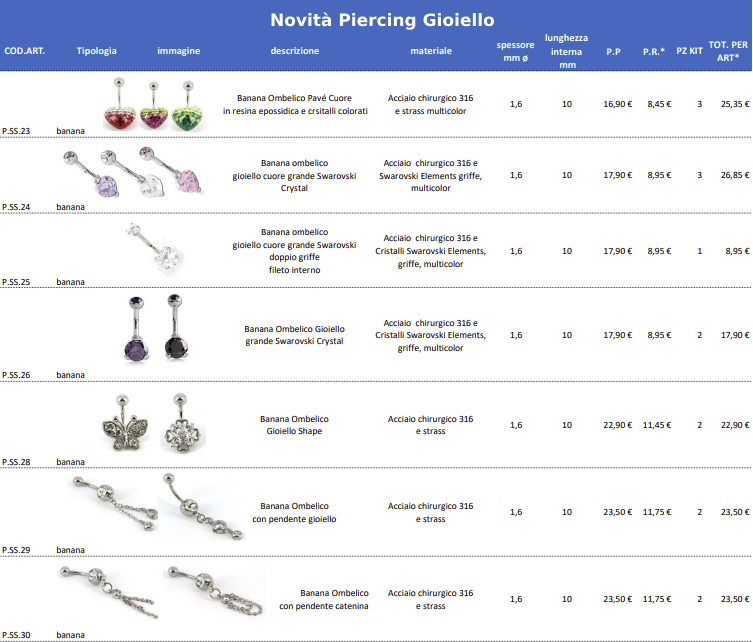 Novità Piercing Gioiello
COD.ART. Tipologia immagine descrizione materiale spessore mm ø lunghezza interna mm P.P P.R.* PZ KIT TOT. PER ART*
Banana Ombelico Pavé Cuore
in resina epossidica e crsitalli colorati
Acciaio chirurgico 316
e strass multicolor
1,6 10 16,90 € 8,45 € 3 25,35 €
P.SS.23 banana
Banana ombelico
gioiello cuore grande Swarovski
Crystal
Acciaio chirurgico 316 e
Swarovski Elements griffe,
multicolor
1,6 10 17,90 € 8,95 € 3 26,85 €
P.SS.24 banana
Banana ombelico
gioiello cuore grande Swarovski
doppio griffe
fileto interno
Acciaio chirurgico 316 e
Cristalli Swarovski Elements,
griffe, multicolor
1,6 10 17,90 € 8,95 € 1 8,95 €
P.SS.25 banana
Banana Ombelico Gioiello
grande Swarovski Crystal
Acciaio chirurgico 316 e
Cristalli Swarovski Elements,
griffe, multicolor
1,6 10 17,90 € 8,95 € 2 17,90 €
P.SS.26 banana
Banana Ombelico
Gioiello Shape
Acciaio chirurgico 316
e strass
1,6 10 22,90 € 11,45 € 2 22,90 €
P.SS.28 banana
Banana Ombelico
con pendente gioiello
Acciaio chirurgico 316
e strass
1,6 10 23,50 € 11,75 € 2 23,50 €
P.SS.29 banana
Banana Ombelico
con pendente catenina
Acciaio chirurgico 316
e strass
1,6 10 23,50 € 11,75 € 2 23,50 €
P.SS.30 banana